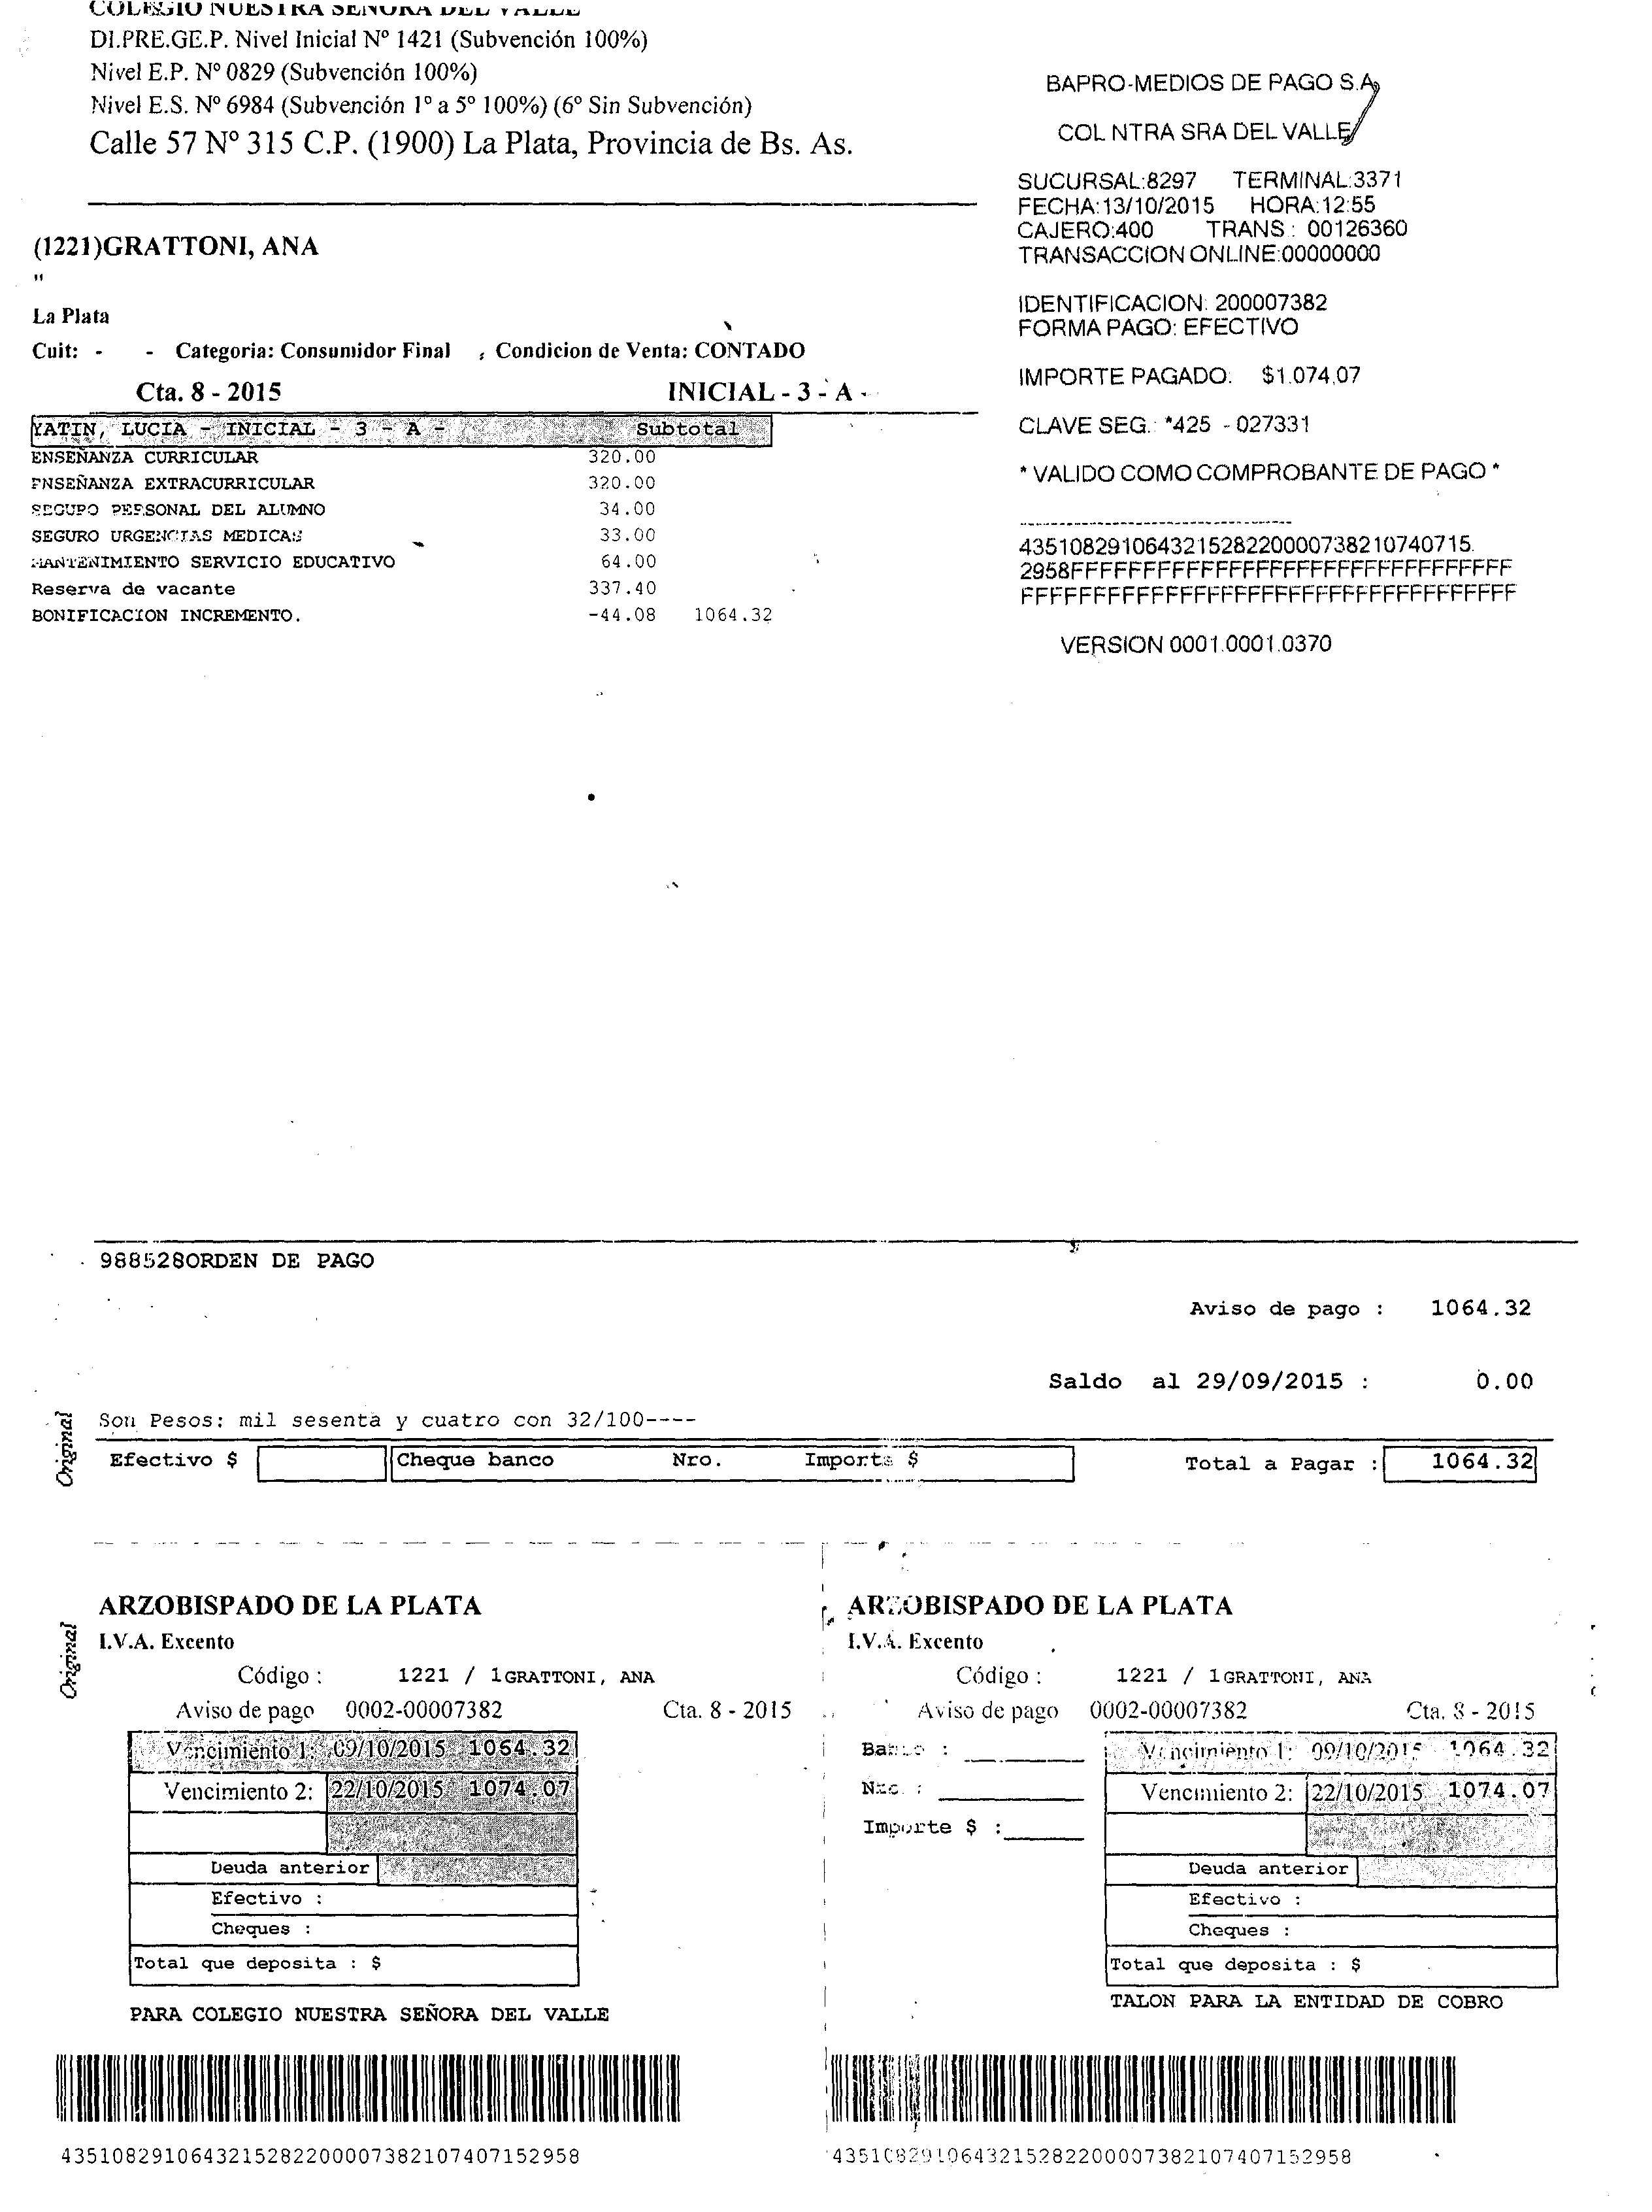 COLEGIO NUESTRA SEÑORA DEL VALLE
DI.PRE.GE.P. Nivel Inicial Nº 1421 (Subvención 100%)
Nivel E.P. Nº 0829 (Subvención 100%)
Nivel E.S. Nº 6984 (Subvención 1º a 5º 100%) (6º Sin Subvención)
Calle 57 Nº 315 C.P. (1900) La Plata, Provincia de Bs. As.
BAPRO-MEDIOS DE PAGO S.A.
COL NTRA SRA DEL VALLE
SUCURSAL:8297 TERMINAL:3371
FECHA:13/10/2015 HORA:12:55
CAJERO:400 TRANS.: 00126360
TRANSACCION ONLINE:00000000
IDENTIFICACION: 200007382
FORMA PAGO: EFECTIVO
IMPORTE PAGADO: $1.074,07
CLAVE SEG.: *425 - 027331
* VALIDO COMO COMPROBANTE DE PAGO *
--------------------------------
435108291064321528220000738210740715
2958FFFFFFFFFFFFFFFFFFFFFFFFFFFFFFFF
FFFFFFFFFFFFFFFFFFFFFFFFFFFFFFFFFFFF
VERSION 0001.0001.0370
(1221)GRATTONI, ANA
"
La Plata
Cuit: - - Categoria: Consumidor Final , Condicion de Venta: CONTADO
Cta. 8 - 2015 INICIAL - 3 - A -
YATIN, LUCIA - INICIAL - 3 - A - Subtotal
ENSEÑANZA CURRICULAR 320.00
ENSEÑANZA EXTRACURRICULAR 320.00
SEGURO PERSONAL DEL ALUMNO 34.00
SEGURO URGENCIAS MEDICAS 33.00
MANTENIMIENTO SERVICIO EDUCATIVO 64.00
Reserva de vacante 337.40
BONIFICACION INCREMENTO. -44.08 1064.32
988528ORDEN DE PAGO
Aviso de pago : 1064.32
Saldo al 29/09/2015 : 0.00
Son Pesos: mil sesenta y cuatro con 32/100----
Original
Efectivo $ Cheque banco Nro. Importe $ Total a Pagar : 1064.32
ARZOBISPADO DE LA PLATA
I.V.A. Excento
Original
Código : 1221 / 1GRATTONI, ANA
Aviso de pago 0002-00007382 Cta. 8 - 2015
Vencimiento 1: 09/10/2015 1064.32
Vencimiento 2: 22/10/2015 1074.07
Deuda anterior
Efectivo :
Cheques :
Total que deposita : $
PARA COLEGIO NUESTRA SEÑORA DEL VALLE
4351082910643215282200007382107407152958
ARZOBISPADO DE LA PLATA
I.V.A. Excento
Código : 1221 / 1GRATTONI, ANA
Aviso de pago 0002-00007382 Cta. 8 - 2015
Banco :
Nro. :
Importe $ :
Vencimiento 1: 09/10/2015 1064.32
Vencimiento 2: 22/10/2015 1074.07
Deuda anterior
Efectivo :
Cheques :
Total que deposita : $
TALON PARA LA ENTIDAD DE COBRO
4351082910643215282200007382107407152958